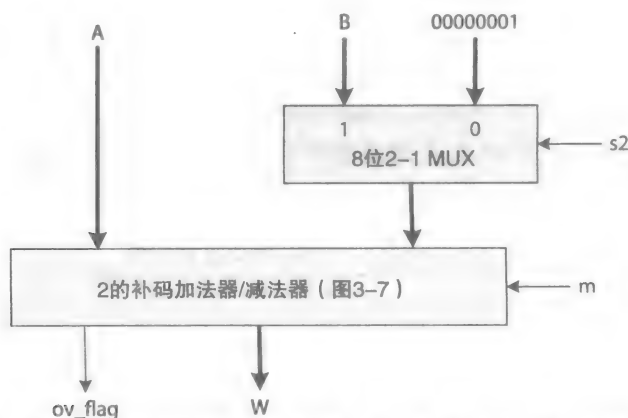 A
B 00000001
1 0
8位2-1 MUX
s2
2的补码加法器/减法器（图3-7）
m
ov_flag W